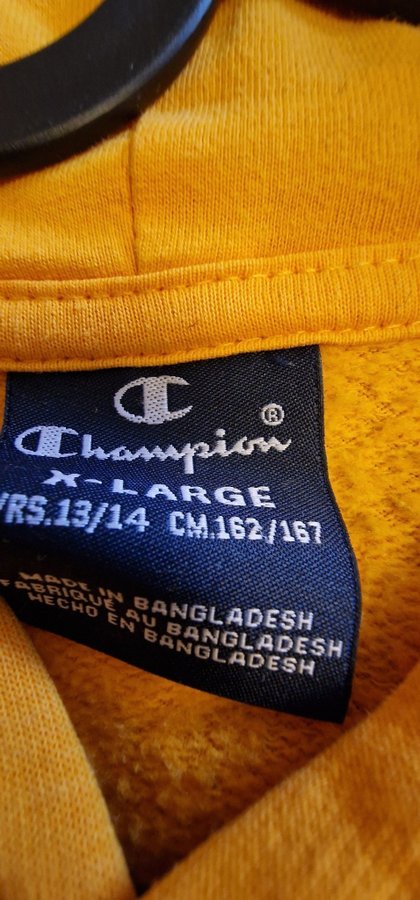 C ®
Champion
X-LARGE
YRS.13/14 CM.162/167
MADE IN BANGLADESH
FABRIQUÉ AU BANGLADESH
HECHO EN BANGLADESH